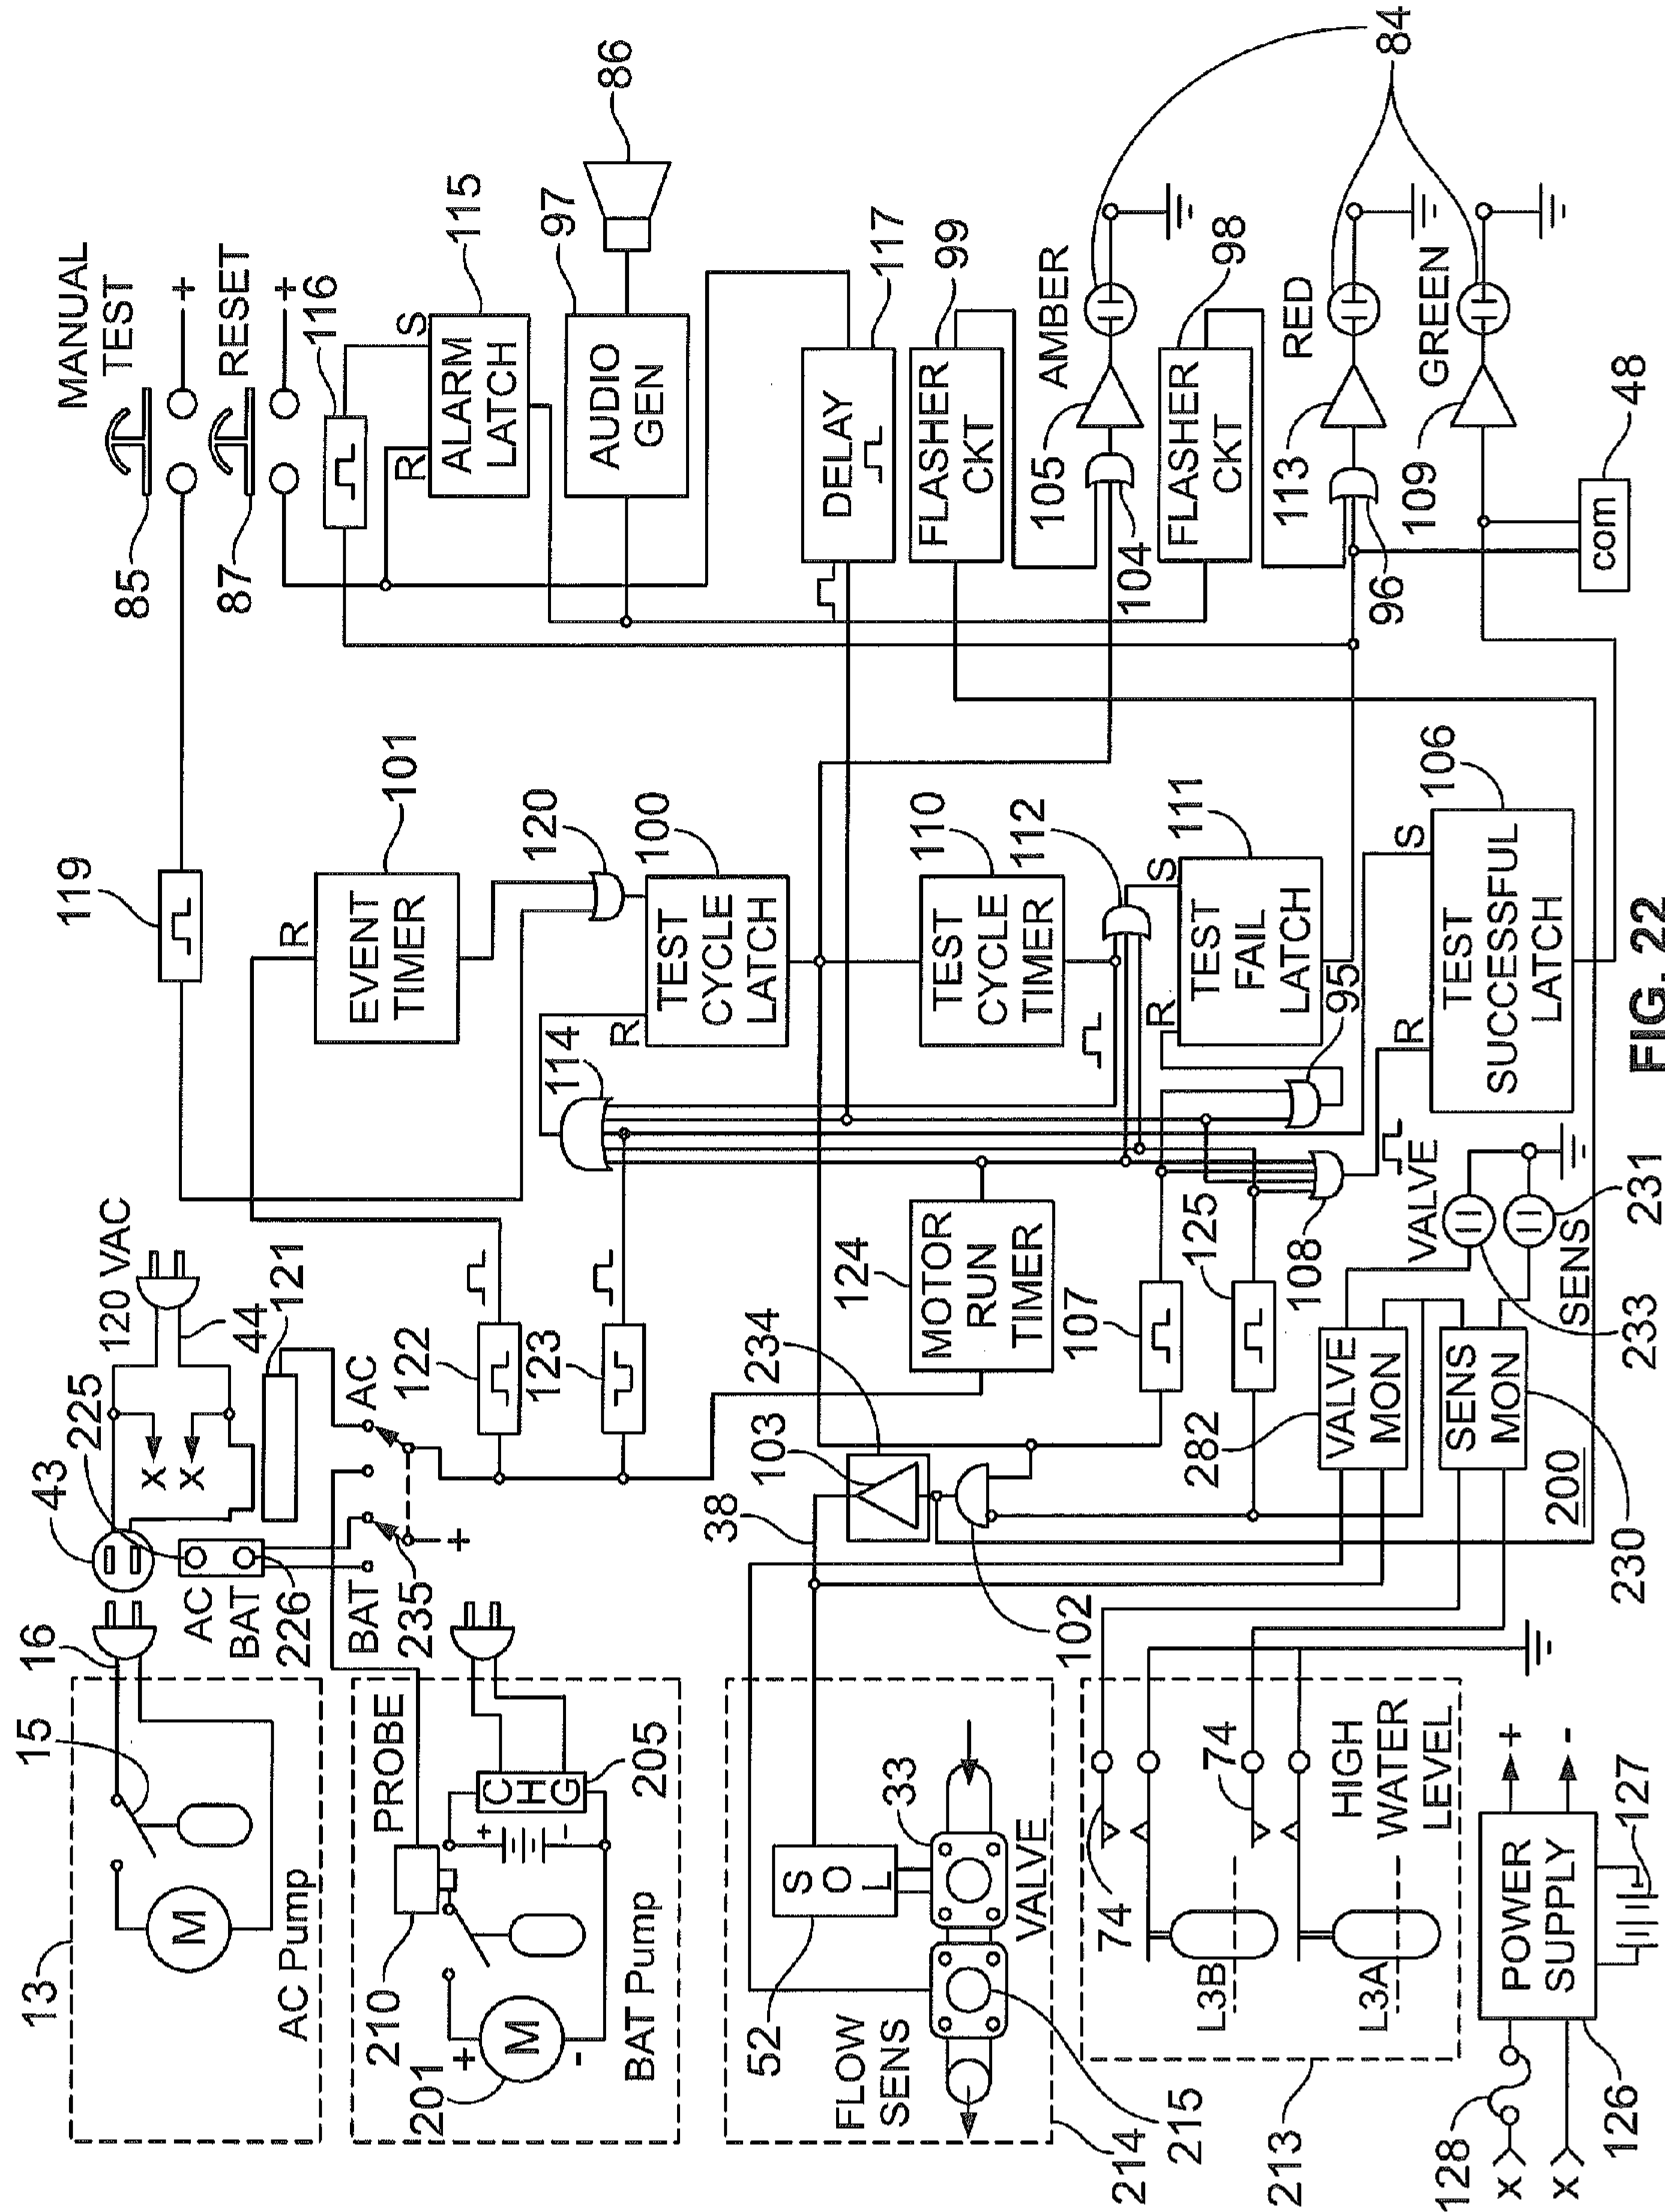 MANUAL
TEST
+
85
RESET
+
87
116
S
R
ALARM
LATCH
115
AUDIO
GEN
97
86
DELAY
117
FLASHER
CKT
99
AMBER
105
104
84
FLASHER
CKT
98
RED
113
96
GREEN
109
com
48
119
R
EVENT
TIMER
101
120
114
R
TEST
CYCLE
LATCH
100
TEST
CYCLE
TIMER
110
112
S
R
TEST
FAIL
LATCH
111
95
S
R
TEST
SUCCESSFUL
LATCH
106
120 VAC
44
121
43
225
X
X
AC
BAT
226
AC
BAT
235
+
122
123
MOTOR
RUN
TIMER
124
234
103
38
102
107
125
108
VALVE
MON
282
SENS
MON
230
VALVE
SENS
233
231
200
16
15
13
M
AC Pump
PROBE
210
CHG
205
+
-
+
M
-
201
BAT Pump
SOL
52
33
VALVE
FLOW
SENS
214
215
74
74
HIGH
WATER
LEVEL
L3B
L3A
213
POWER
SUPPLY
+
-
127
126
128
X
X
FIG. 22